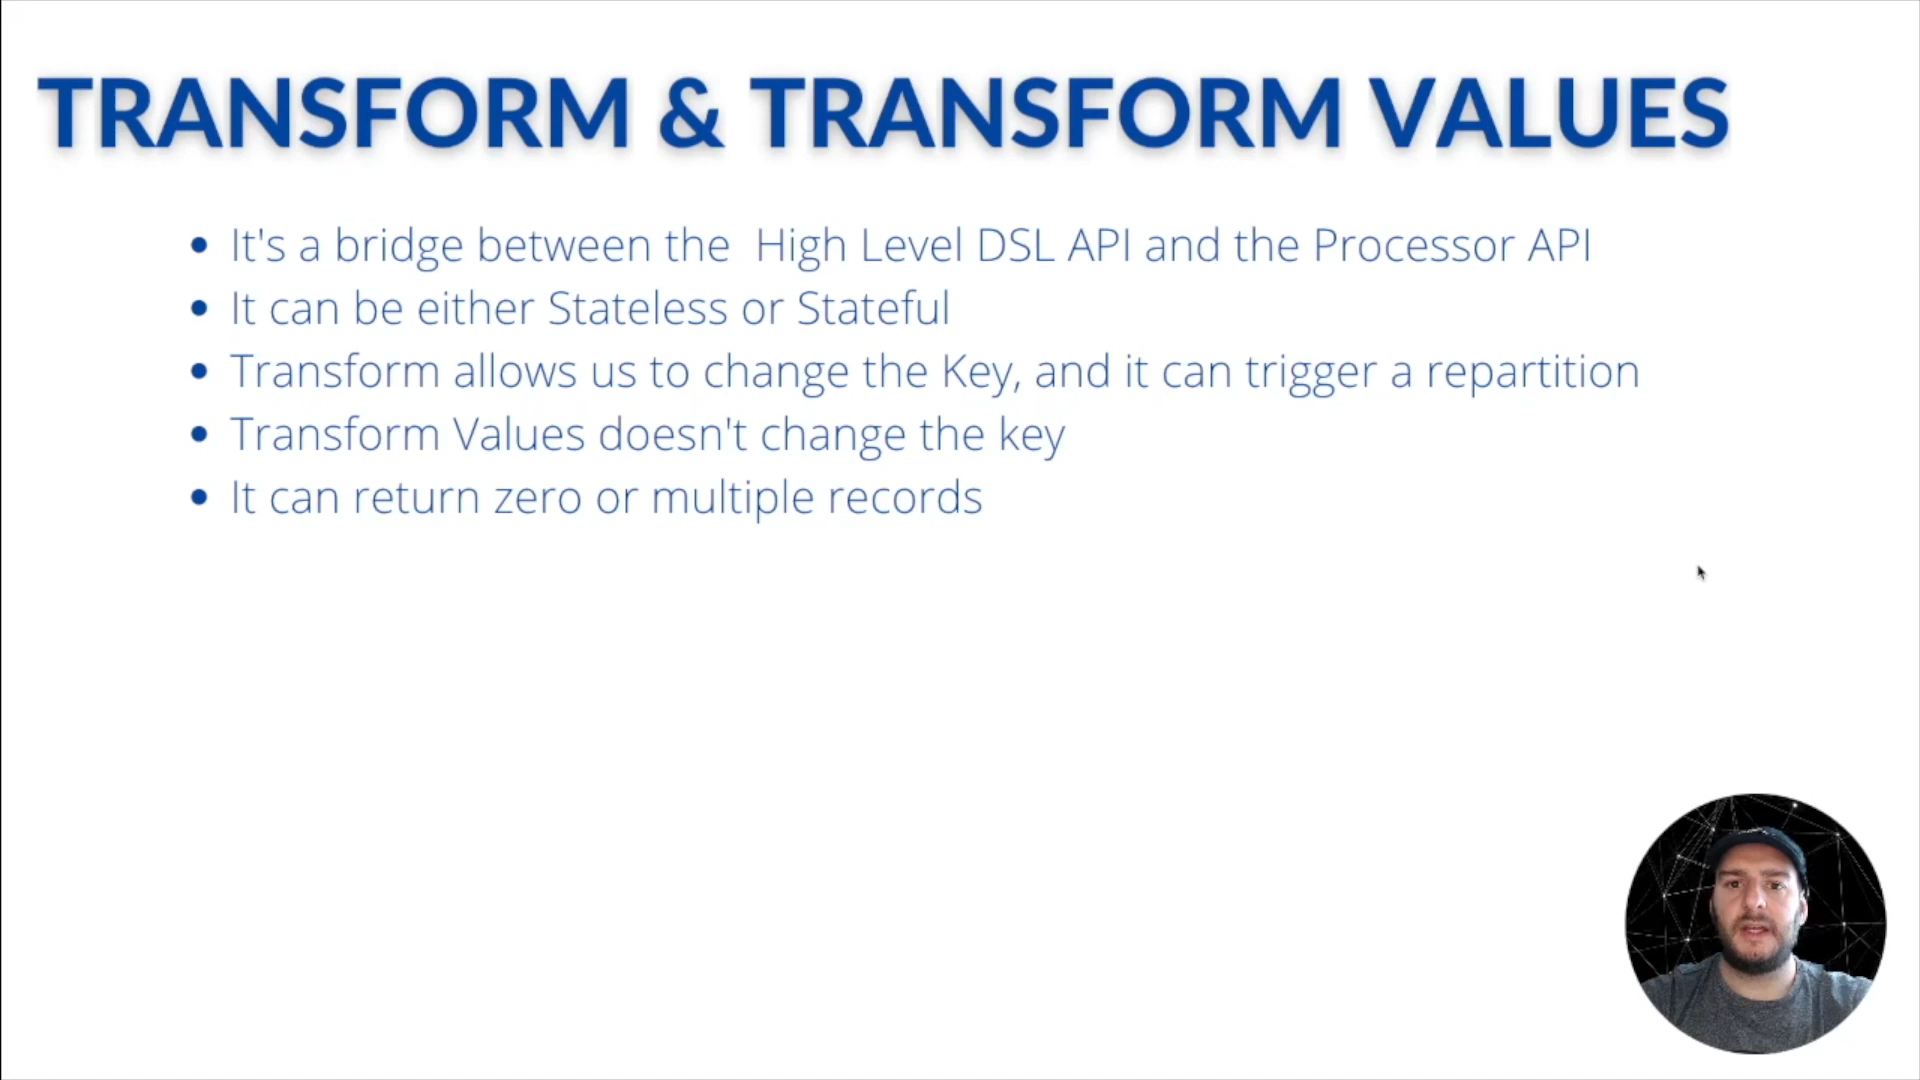 TRANSFORM & TRANSFORM VALUES
• It's a bridge between the High Level DSL API and the Processor API
• It can be either Stateless or Stateful
• Transform allows us to change the Key, and it can trigger a repartition
• Transform Values doesn't change the key
• It can return zero or multiple records